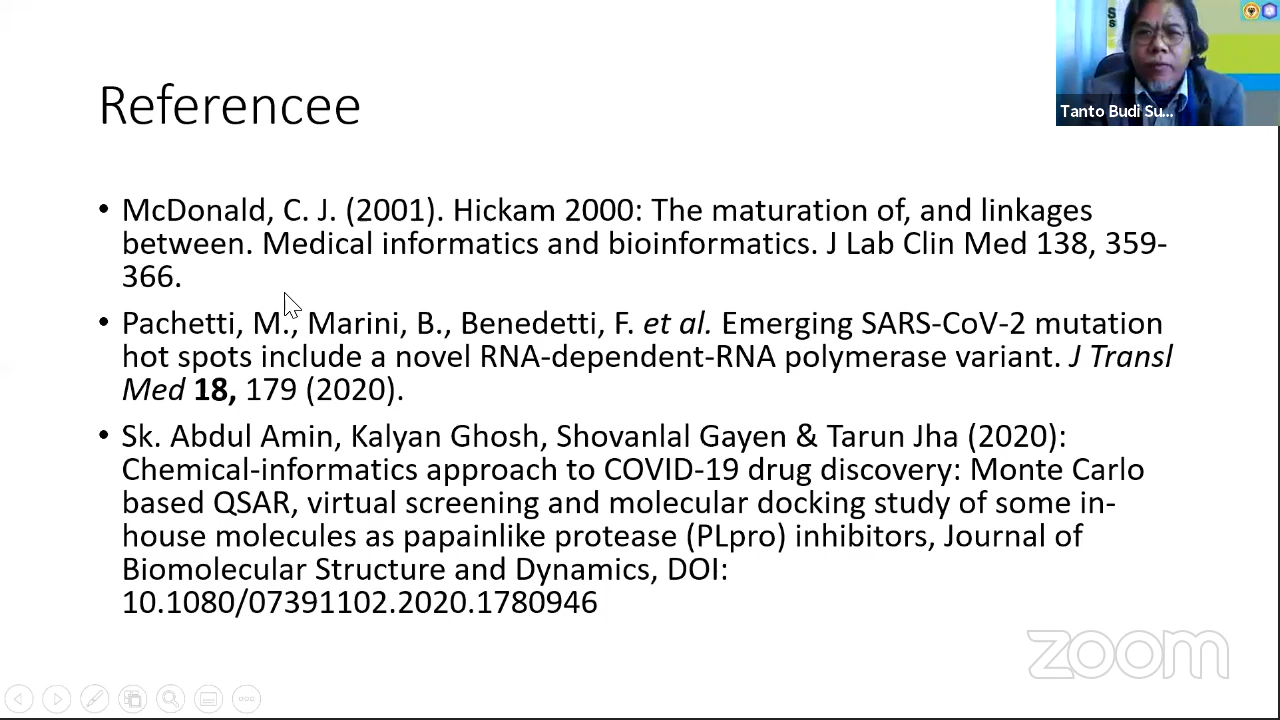 Referencee
Tanto Budi Su...
• McDonald, C. J. (2001). Hickam 2000: The maturation of, and linkages
between. Medical informatics and bioinformatics. J Lab Clin Med 138, 359-
366.
• Pachetti, M., Marini, B., Benedetti, F. et al. Emerging SARS-CoV-2 mutation
hot spots include a novel RNA-dependent-RNA polymerase variant. J Transl
Med 18, 179 (2020).
• Sk. Abdul Amin, Kalyan Ghosh, Shovanlal Gayen & Tarun Jha (2020):
Chemical-informatics approach to COVID-19 drug discovery: Monte Carlo
based QSAR, virtual screening and molecular docking study of some in-
house molecules as papainlike protease (PLpro) inhibitors, Journal of
Biomolecular Structure and Dynamics, DOI:
10.1080/07391102.2020.1780946
zoom